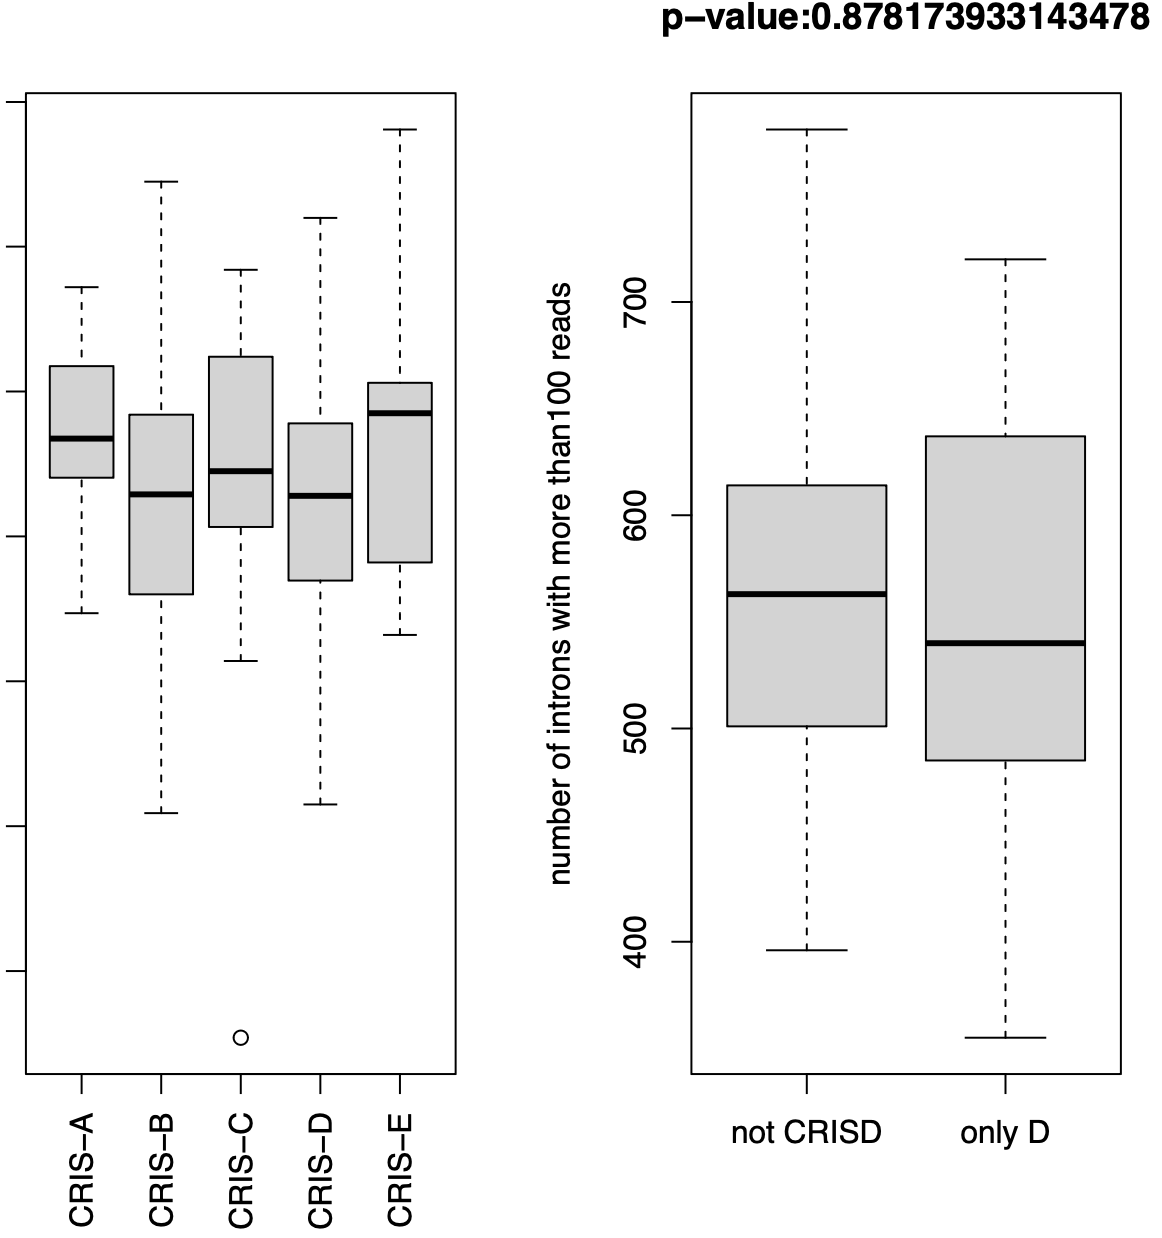 p−value:0.878173933143478
CRIS−A
CRIS−B
CRIS−C
CRIS−D
CRIS−E
number of introns with more than100 reads
700
600
500
400
not CRISD
only D